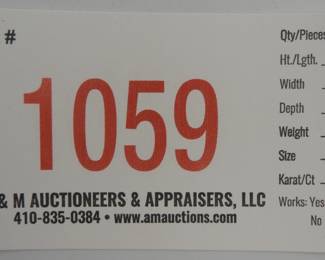 #
1059
& M AUCTIONEERS & APPRAISERS, LLC
410-835-0384 • www.amauctions.com
Qty/Pieces
Ht./Lgth.
Width
Depth
Weight
Size
Karat/Ct
Works: Yes
No